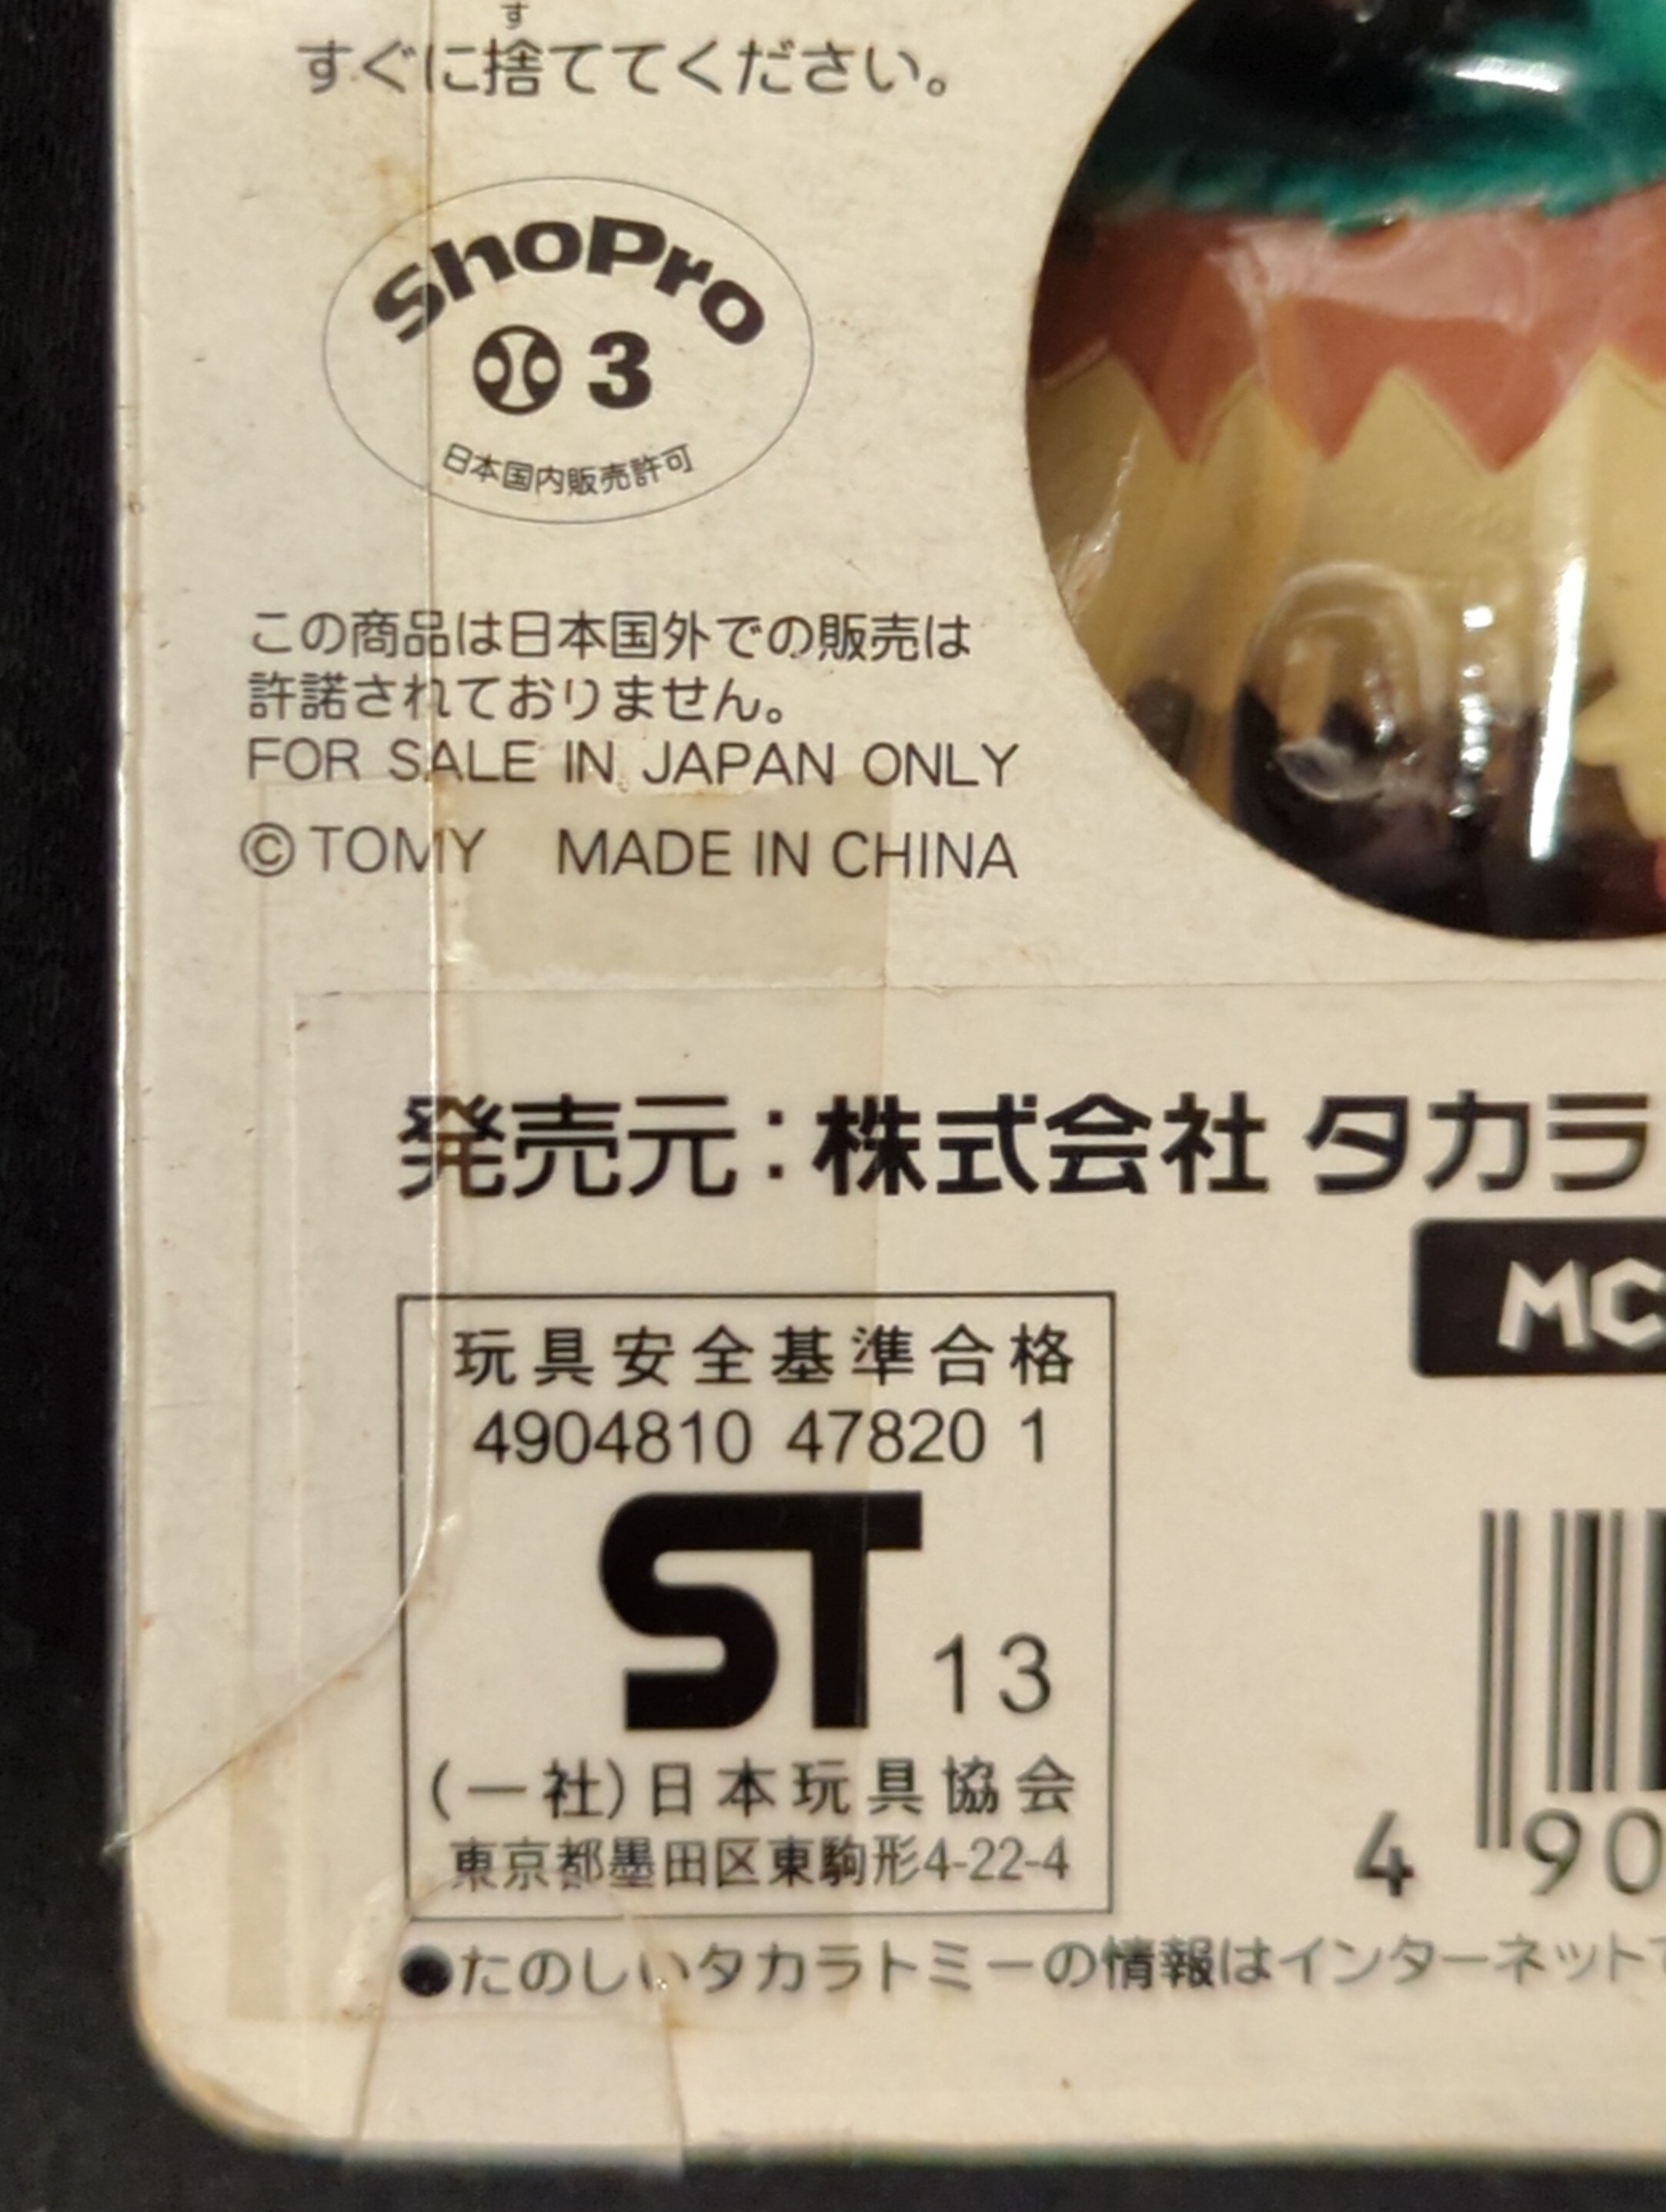 す
すぐに捨ててください。
ShoPro
3
日本国内販売許可
この商品は日本国外での販売は
許諾されておりません。
FOR SALE IN JAPAN ONLY
© TOMY MADE IN CHINA
発売元:株式会社 タカラ
MC
玩具安全基準合格
4904810 47820 1
ST 13
(一社)日本玩具協会
東京都墨田区東駒形4-22-4
4 90
●たのしいタカラトミーの情報はインターネットで